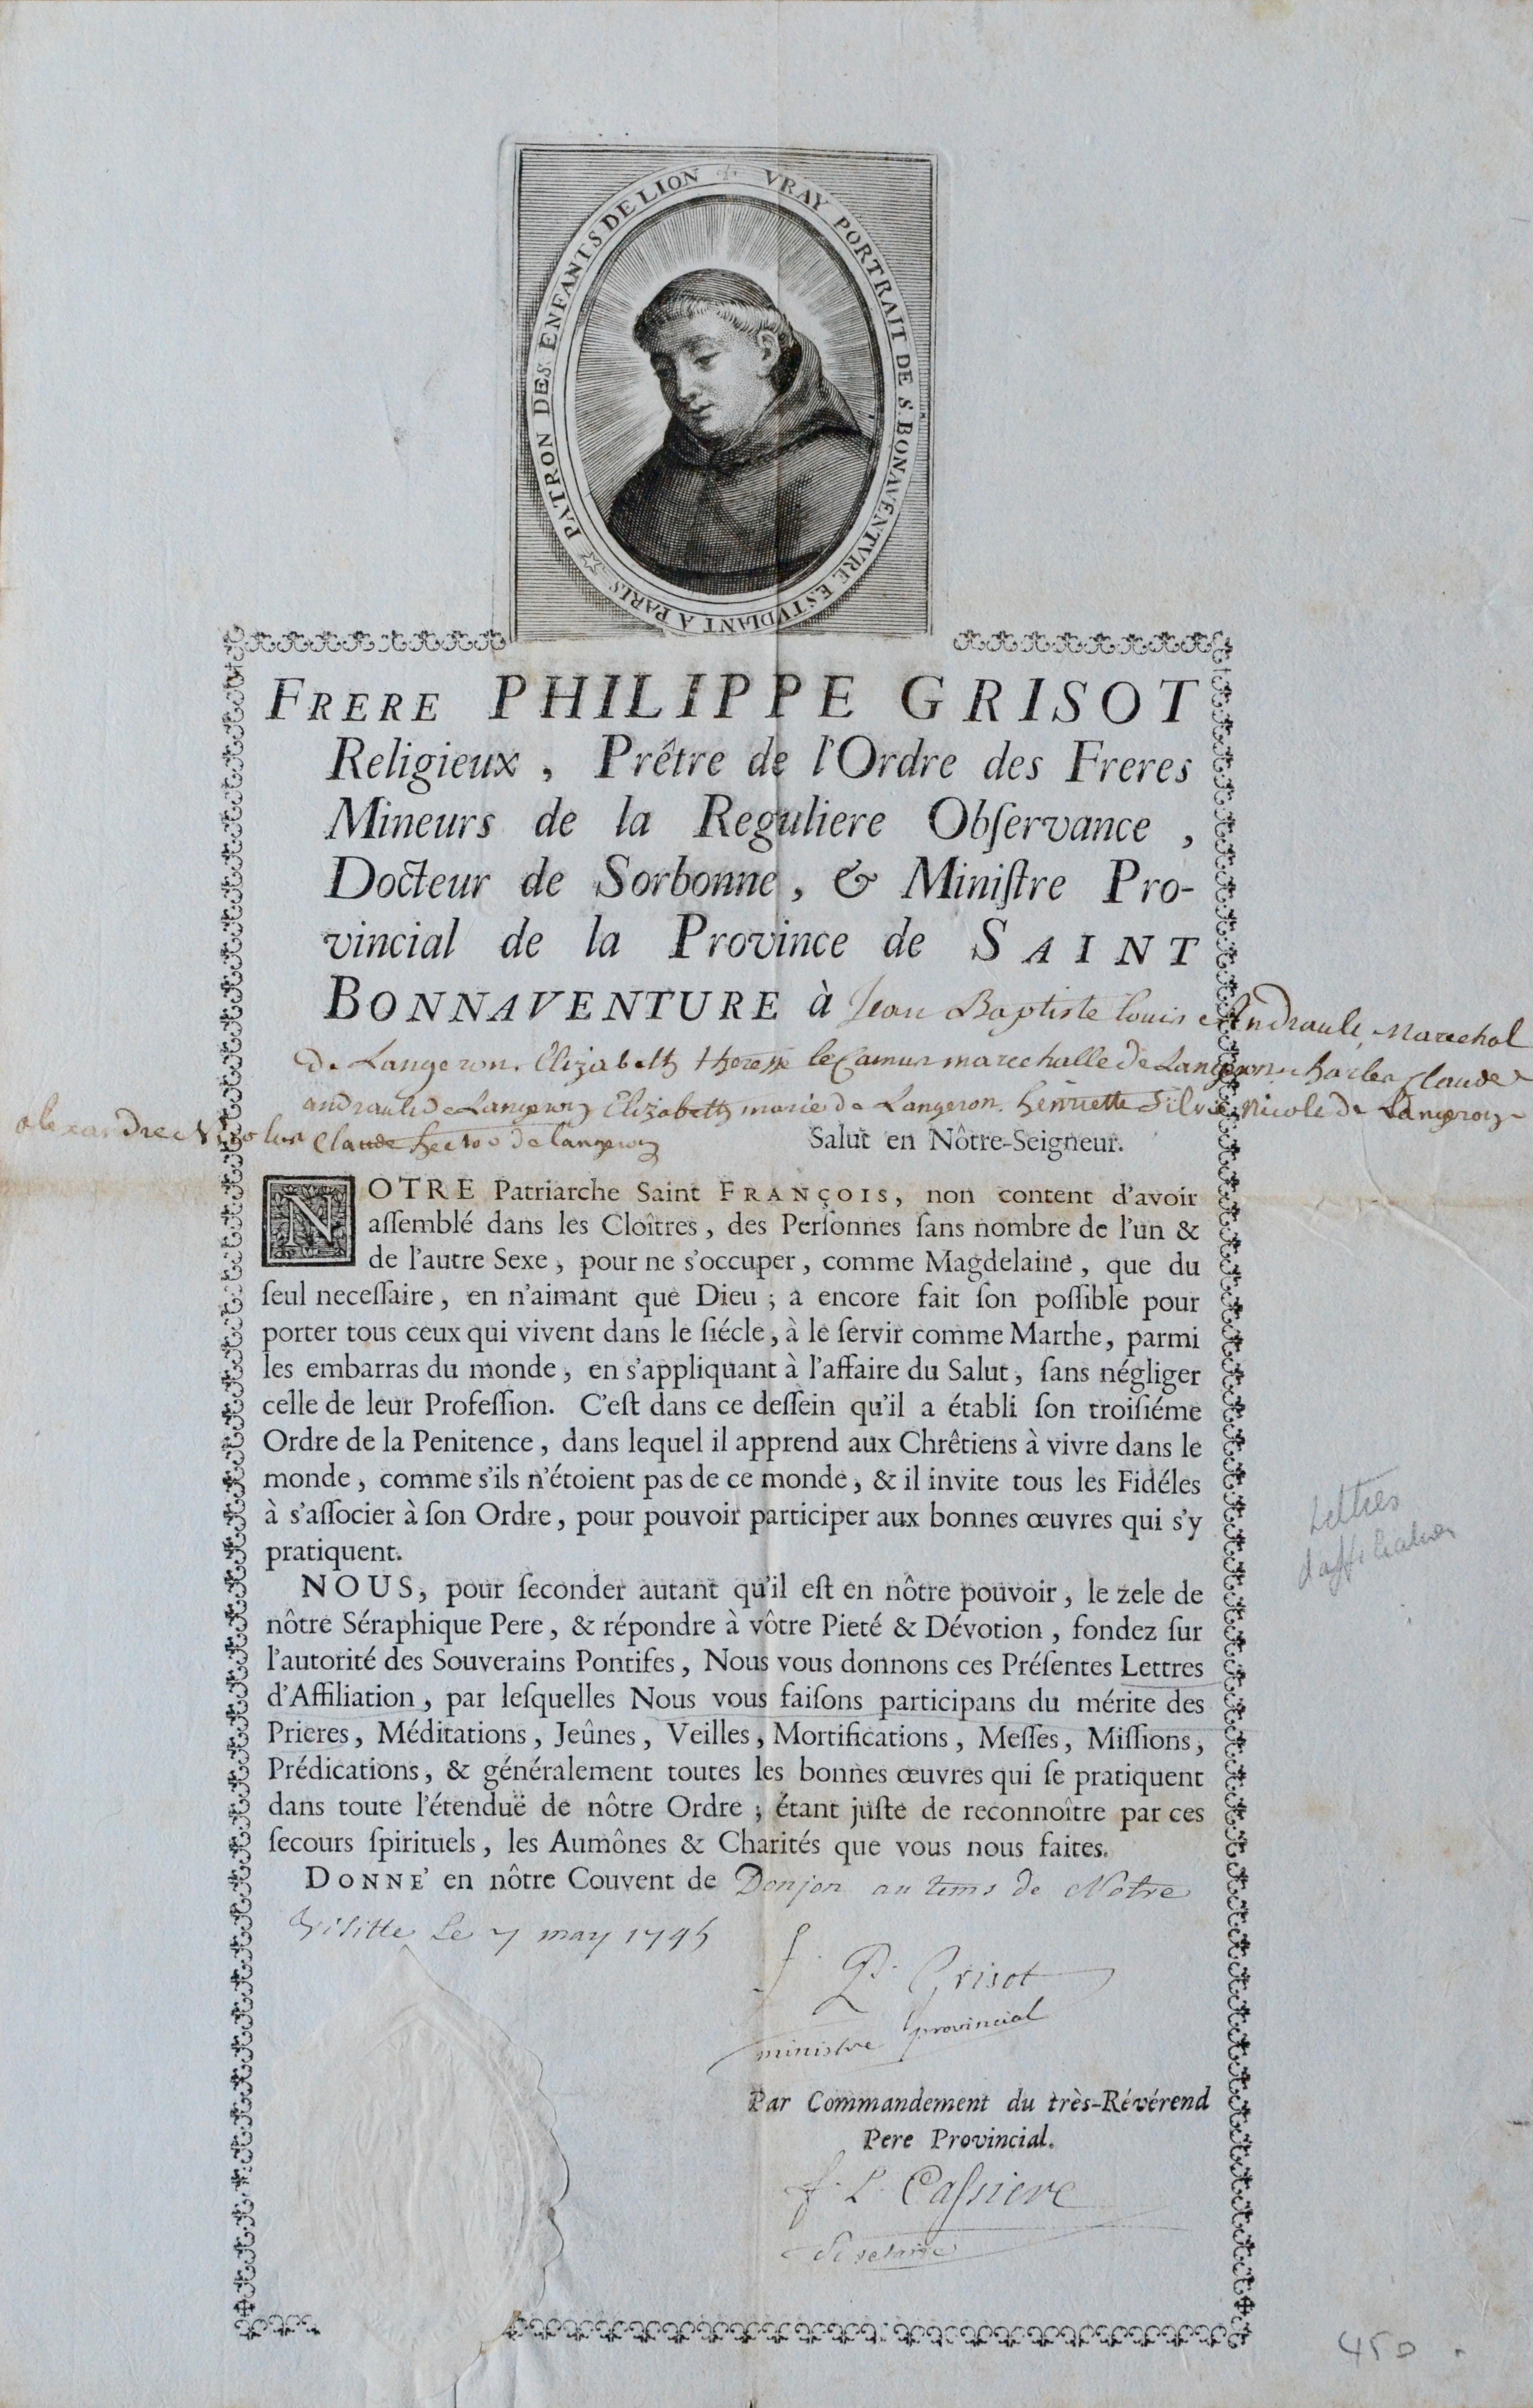 VRAY PORTRAIT DE S. BONAVENTVRE ESTVDIANT A PARIS PATRON DES ENFANTS DE LION
FRERE PHILIPPE GRISOT
Religieux, Prêtre de l'Ordre des Freres
Mineurs de la Reguliere Obſervance,
Docteur de Sorbonne, & Miniſtre Pro-
vincial de la Province de SAINT
BONNAVENTURE à Jean Baptiste Louis Andrault, Marechal
de Langeron. Elizabeth therese le Camus marechalle de Langeron. Charles Claude
andrault de Langeron Elizabeth marie de Langeron. henriette Silvie Nicole de Langeron
alexandre Nicolas Claude hector de langeron
Salut en Nôtre-Seigneur.
NOTRE Patriarche Saint FRANÇOIS, non content d'avoir
aſſemblé dans les Cloîtres, des Perſonnes ſans nombre de l'un &
de l'autre Sexe, pour ne s'occuper, comme Magdelaine, que du
ſeul neceſſaire, en n'aimant que Dieu; a encore fait ſon poſſible pour
porter tous ceux qui vivent dans le ſiécle, à le ſervir comme Marthe, parmi
les embarras du monde, en s'appliquant à l'affaire du Salut, ſans négliger
celle de leur Profeſſion. C'eſt dans ce deſſein qu'il a établi ſon troiſiéme
Ordre de la Penitence, dans lequel il apprend aux Chrêtiens à vivre dans le
monde, comme s'ils n'étoient pas de ce monde, & il invite tous les Fidéles
à s'aſſocier à ſon Ordre, pour pouvoir participer aux bonnes œuvres qui s'y
pratiquent.
NOUS, pour ſeconder autant qu'il eſt en nôtre pouvoir, le zele de
nôtre Séraphique Pere, & répondre à vôtre Pieté & Dévotion, fondez ſur
l'autorité des Souverains Pontifes, Nous vous donnons ces Préſentes Lettres
d'Affiliation, par leſquelles Nous vous faiſons participans du mérite des
Prieres, Méditations, Jeûnes, Veilles, Mortifications, Meſſes, Miſſions,
Prédications, & généralement toutes les bonnes œuvres qui ſe pratiquent
dans toute l'étenduë de nôtre Ordre; étant juſte de reconnoître par ces
ſecours ſpirituels, les Aumônes & Charités que vous nous faites.
DONNE' en nôtre Couvent de Donjon au tems de Notre
Visitte Le 7 may 1745
f. P. Grisot
ministre provincial
Par Commandement du très-Révérend
Pere Provincial.
f. L. Caſsiere
Secretaire
Lettres
d'affiliation
450